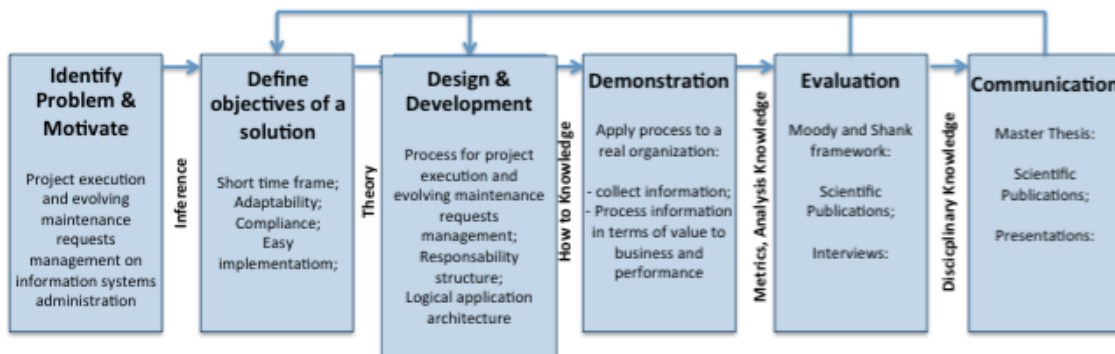 Identify
Problem &
Motivate
Project execution
and evolving
maintenance
requests
management on
information systems
administration
Inference
Define
objectives of a
solution
Short time frame;
Adaptability;
Compliance;
Easy
implementatiom;
Theory
Design &
Development
Process for project
execution and
evolving maintenance
requests
management;
Responsability
structure;
Logical application
architecture
How to Knowledge
Demonstration
Apply process to a
real organization:
- collect information;
- Process information
in terms of value to
business and
performance
Metrics, Analysis Knowledge
Evaluation
Moody and Shank
framework:
Scientific
Publications;
Interviews:
Discicplinary Knowledge
Communication
Master Thesis:
Scientific
Publications;
Presentations: